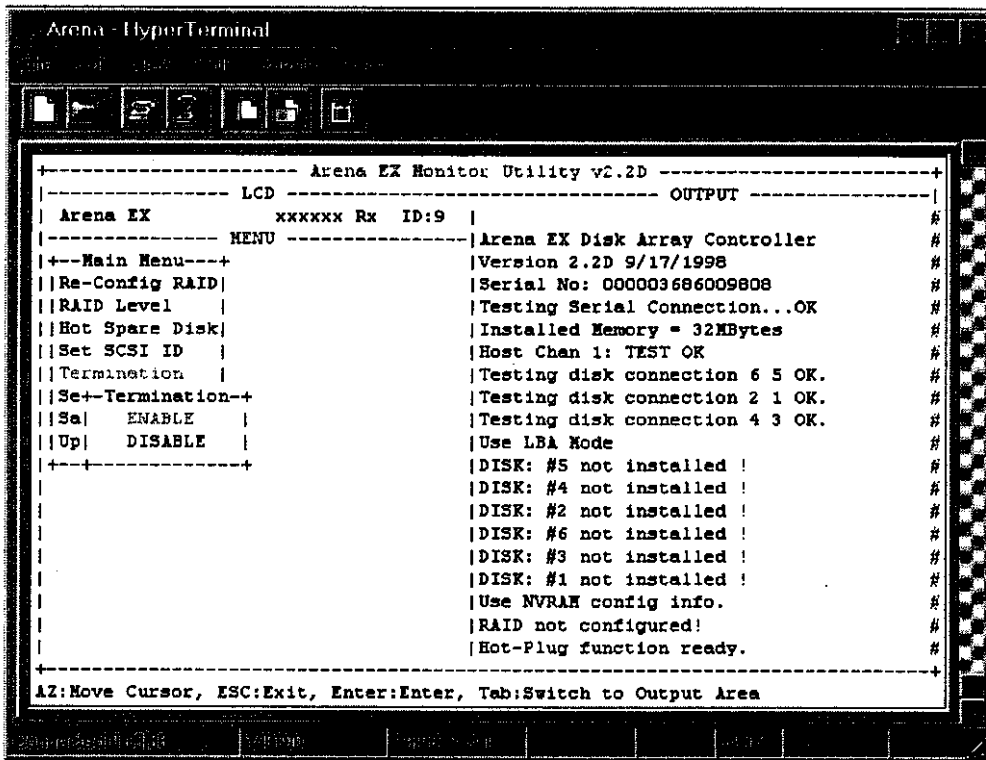 Arena - HyperTerminal
+---------------------- Arena EX Monitor Utility v2.2D -----------------------+
|---------------- LCD --------------------------------- OUTPUT ---------------|
| Arena EX xxxxxx Rx ID:9 | #
|--------------- MENU ----------------|Arena EX Disk Array Controller #
|+--Main Menu---+ |Version 2.2D 9/17/1998 #
||Re-Config RAID| |Serial No: 000003686009808 #
||RAID Level | |Testing Serial Connection...OK #
||Hot Spare Disk| |Installed Memory = 32MBytes #
||Set SCSI ID | |Host Chan 1: TEST OK #
||Termination | |Testing disk connection 6 5 OK. #
||Se+-Termination-+ |Testing disk connection 2 1 OK. #
||Sa| ENABLE | |Testing disk connection 4 3 OK. #
||Up| DISABLE | |Use LBA Mode #
|+--+--------------+ |DISK: #5 not installed ! #
| |DISK: #4 not installed ! #
| |DISK: #2 not installed ! #
| |DISK: #6 not installed ! #
| |DISK: #3 not installed ! #
| |DISK: #1 not installed ! #
| |Use NVRAM config info. #
| |RAID not configured! #
| |Hot-Plug function ready. #
+-----------------------------------------------------------------------------+
AZ:Move Cursor, ESC:Exit, Enter:Enter, Tab:Switch to Output Area